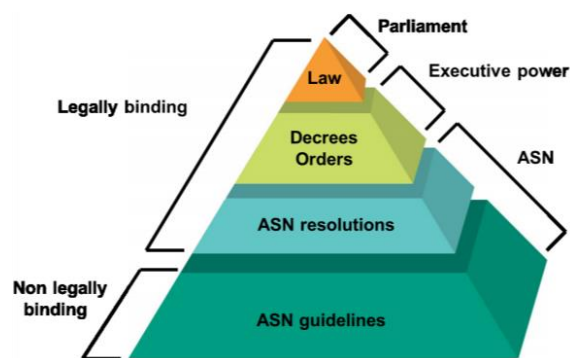 Parliament
Law
Executive power
Legally binding
Decrees
Orders
ASN
ASN resolutions
Non legally
binding
ASN guidelines